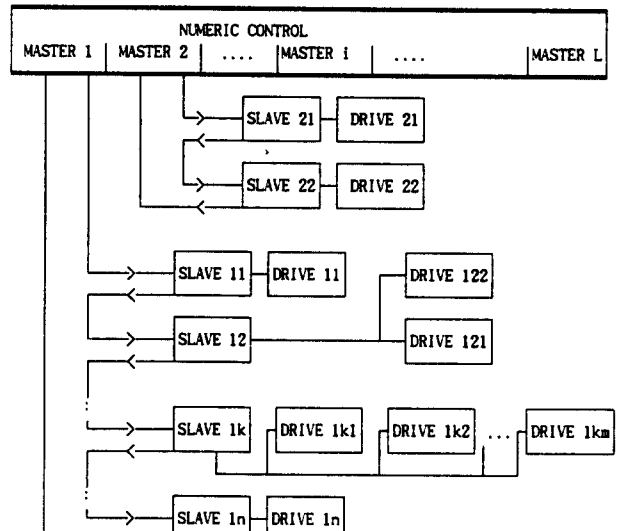 NUMERIC CONTROL
MASTER 1 MASTER 2 .... MASTER i .... MASTER L
SLAVE 21 DRIVE 21
SLAVE 22 DRIVE 22
SLAVE 11 DRIVE 11 DRIVE 122
SLAVE 12 DRIVE 121
SLAVE 1k DRIVE 1k1 DRIVE 1k2 ... DRIVE 1km
SLAVE 1n DRIVE 1n